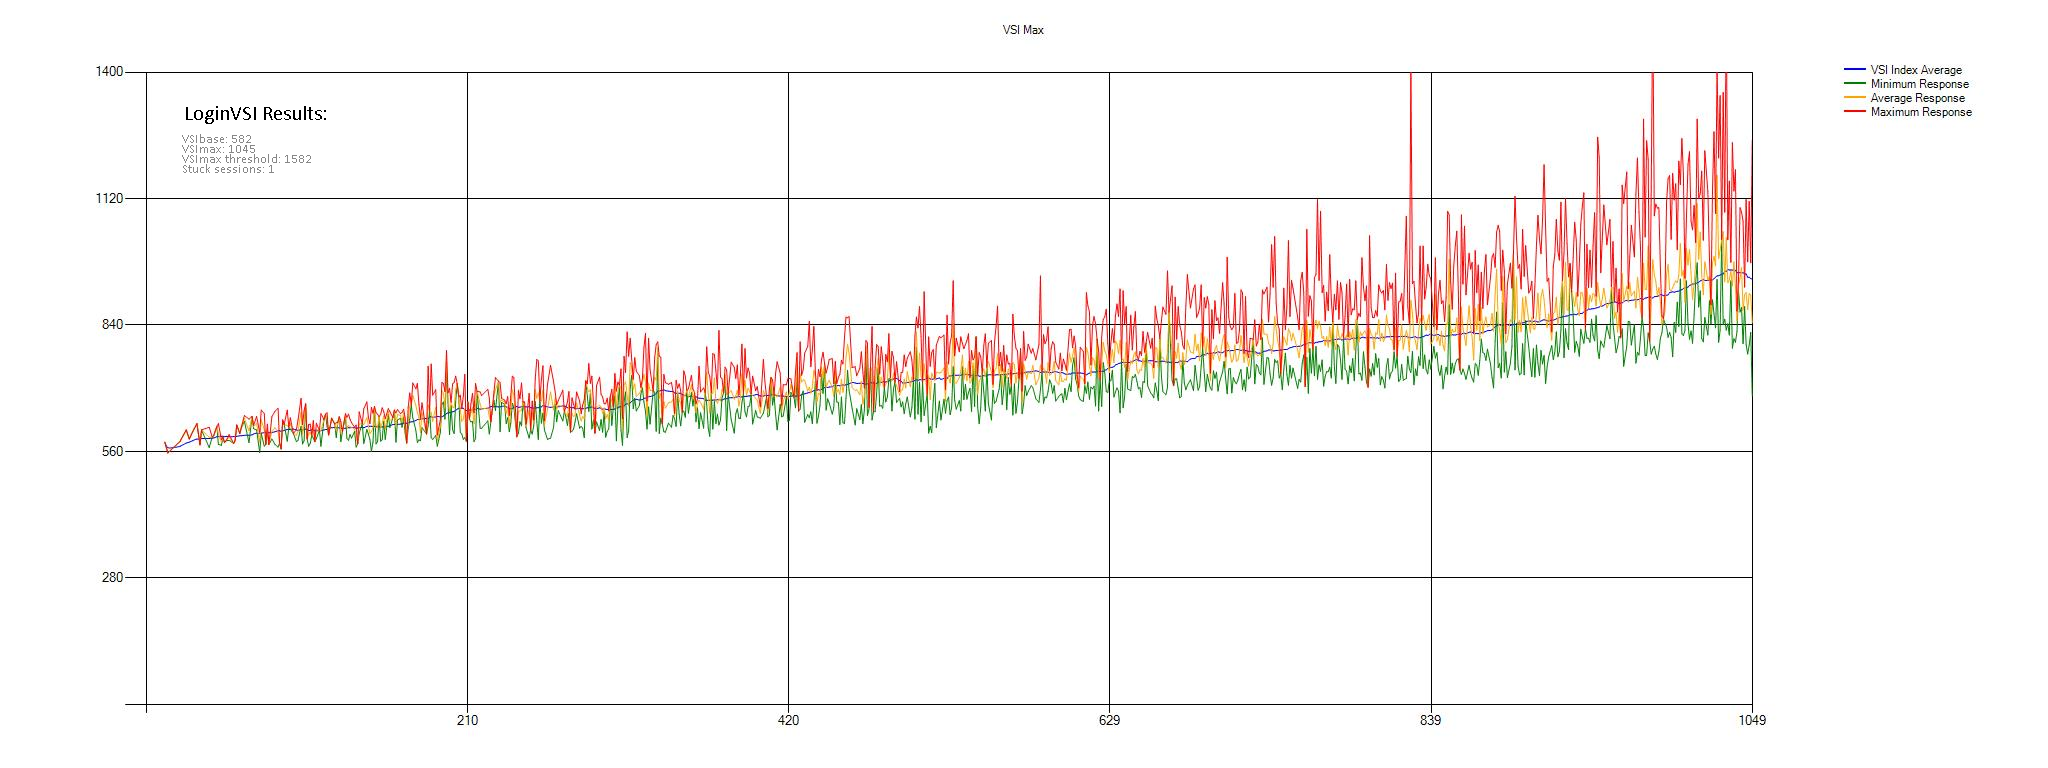 VSI Max
1400
1120
840
560
280
LoginVSI Results:
VSIbase: 582
VSImax: 1045
VSImax threshold: 1582
Stuck sessions: 1
VSI Index Average
Minimum Response
Average Response
Maximum Response
210
420
629
839
1049